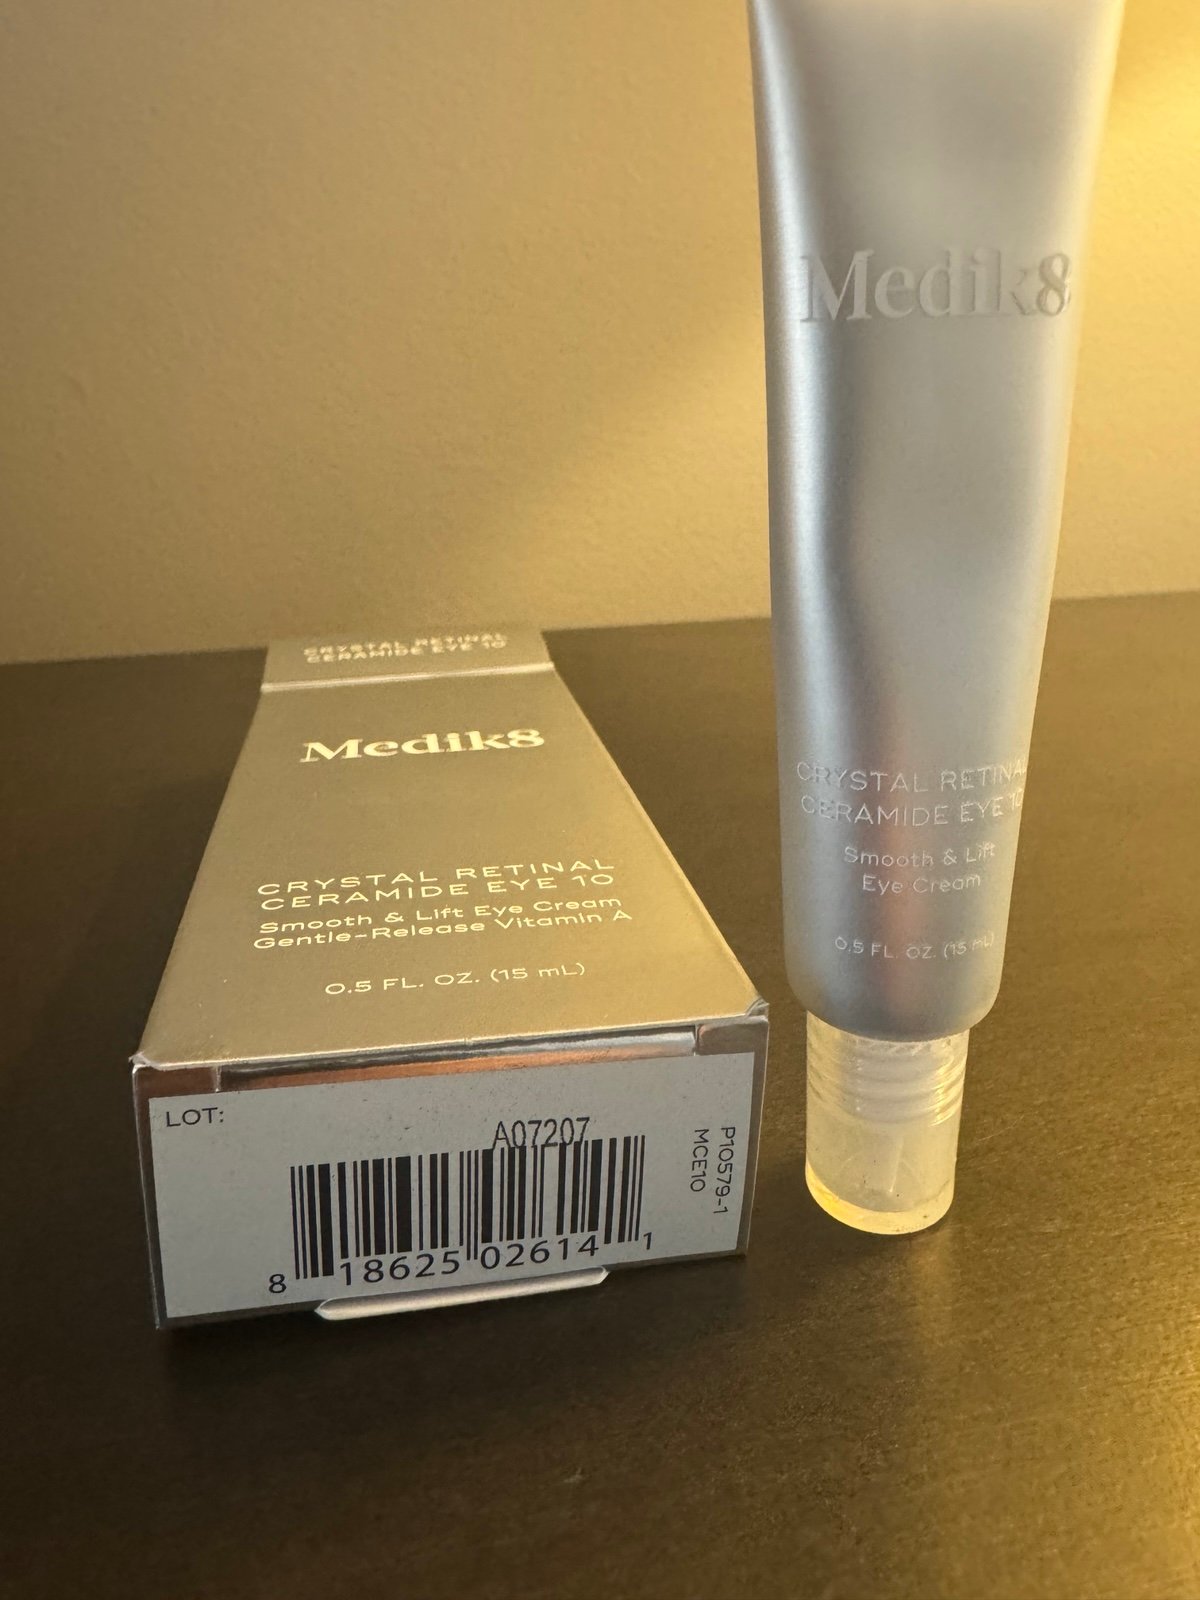 CRYSTAL RETINAL
CERAMIDE EYE 10
Medik8
CRYSTAL RETINAL
CERAMIDE EYE 10
Smooth & Lift Eye Cream
Gentle-Release Vitamin A
0.5 FL. OZ. (15 mL)
LOT:
A07207
P10579-1
MCE10
8 18625 02614 1
Medik8
CRYSTAL RETINAL
CERAMIDE EYE 10
Smooth & Lift
Eye Cream
0.5 FL. OZ. (15 mL)